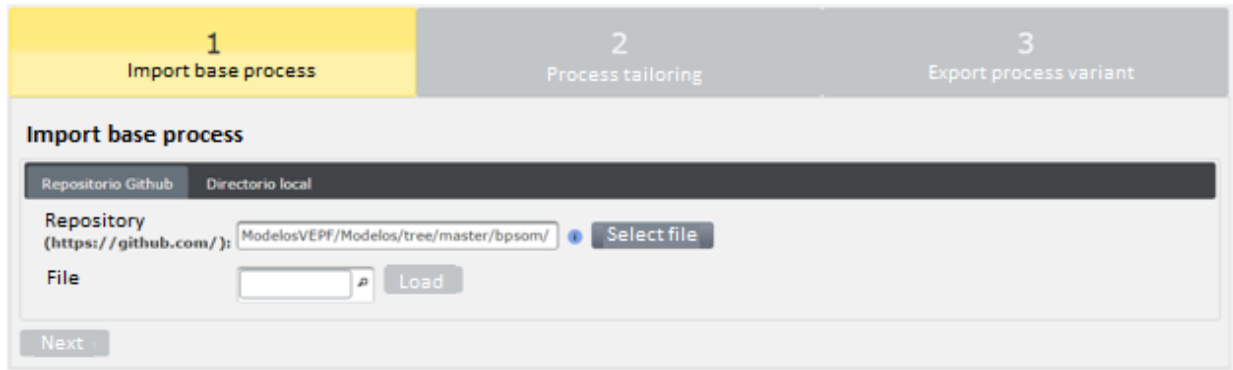 1
Import base process
2
Process tailoring
3
Export process variant
Import base process
Repositorio Github Directorio local
Repository
(https://github.com/): ModelosVEPF/Modelos/tree/master/bpsom/ i Select file
File Load
Next